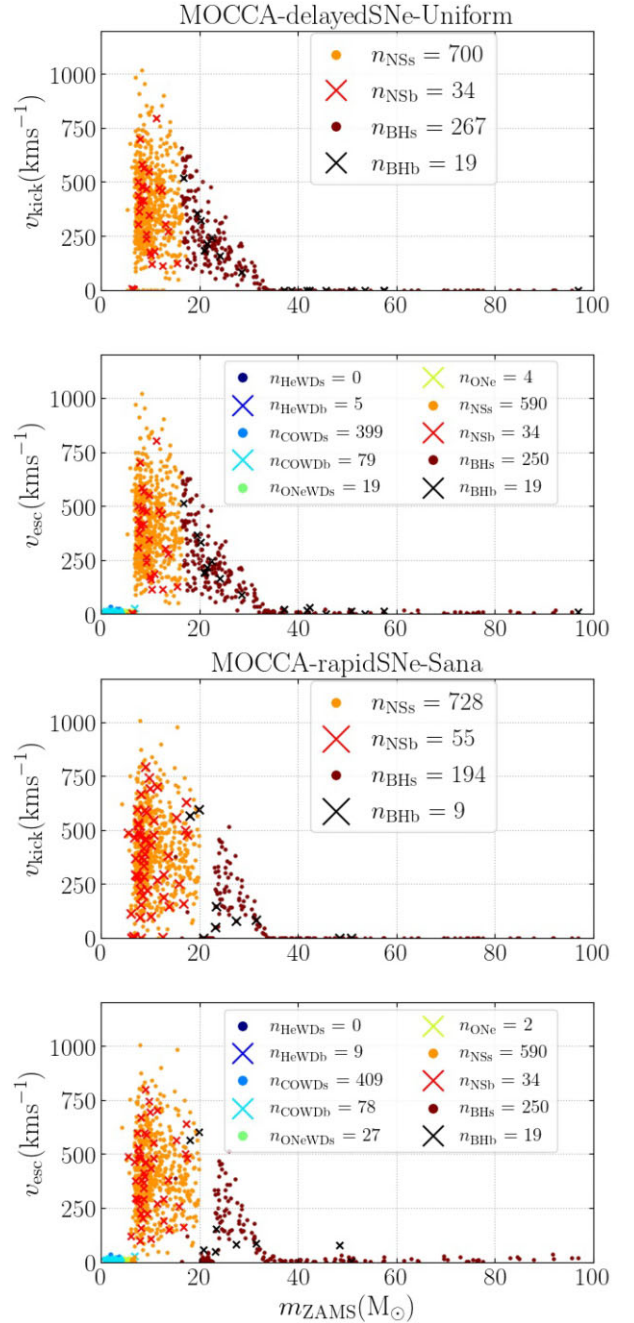 MOCCA-delayedSNe-Uniform
v_kick(kms⁻¹)
1000
750
500
250
0
n_NSs = 700
n_NSb = 34
n_BHs = 267
n_BHb = 19
0 20 40 60 80 100
v_esc(kms⁻¹)
1000
750
500
250
0
n_HeWDs = 0
n_HeWDb = 5
n_COWDs = 399
n_COWDb = 79
n_ONeWDs = 19
n_ONe = 4
n_NSs = 590
n_NSb = 34
n_BHs = 250
n_BHb = 19
0 20 40 60 80 100
MOCCA-rapidSNe-Sana
v_kick(kms⁻¹)
1000
750
500
250
0
n_NSs = 728
n_NSb = 55
n_BHs = 194
n_BHb = 9
0 20 40 60 80 100
v_esc(kms⁻¹)
1000
750
500
250
0
n_HeWDs = 0
n_HeWDb = 9
n_COWDs = 409
n_COWDb = 78
n_ONeWDs = 27
n_ONe = 2
n_NSs = 590
n_NSb = 34
n_BHs = 250
n_BHb = 19
0 20 40 60 80 100
m_ZAMS(M_⊙)